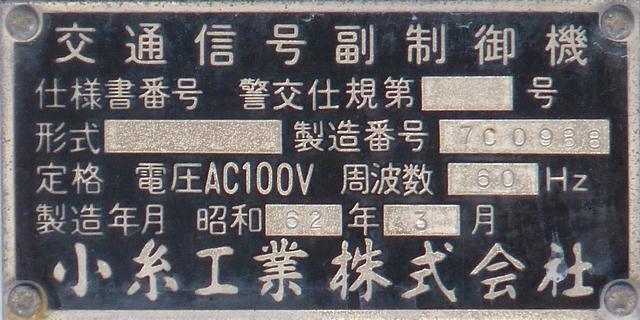 交通信号副制御機
仕様書番号 警交仕規第 号
形式 製造番号 7C0988
定格 電圧AC100V 周波数 60 Hz
製造年月 昭和 62 年 3 月
小糸工業株式会社